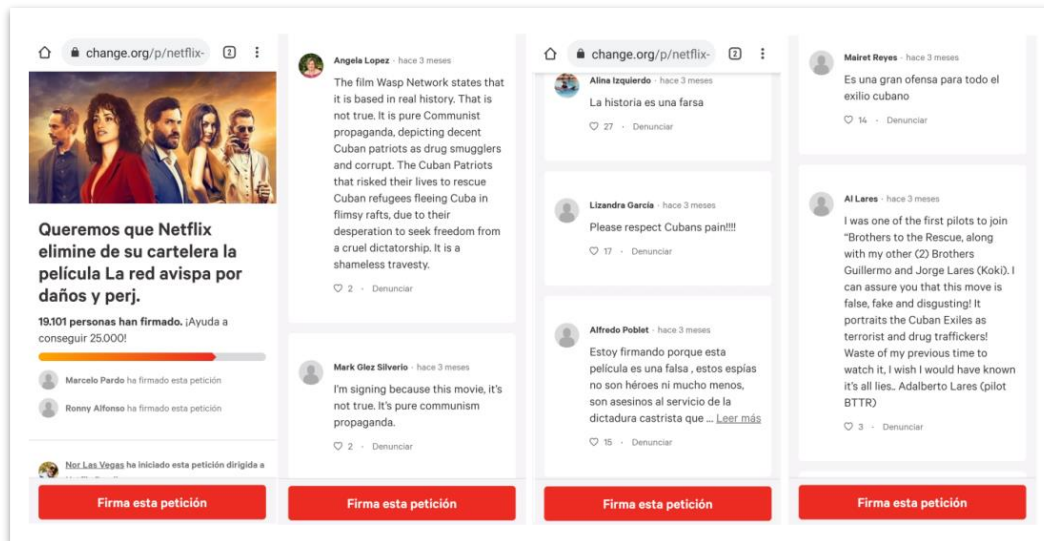 change.org/p/netflix-
2
Queremos que Netflix
elimine de su cartelera la
película La red avispa por
daños y perj.
19.101 personas han firmado. ¡Ayuda a
conseguir 25.000!
Marcelo Pardo ha firmado esta petición
Ronny Alfonso ha firmado esta petición
Nor Las Vegas ha iniciado esta petición dirigida a
Firma esta petición
Angela Lopez · hace 3 meses
The film Wasp Network states that
it is based in real history. That is
not true. It is pure Communist
propaganda, depicting decent
Cuban patriots as drug smugglers
and corrupt. The Cuban Patriots
that risked their lives to rescue
Cuban refugees fleeing Cuba in
flimsy rafts, due to their
desperation to seek freedom from
a cruel dictatorship. It is a
shameless travesty.
2 · Denunciar
Mark Glez Silverio · hace 3 meses
I'm signing because this movie, it's
not true. It's pure communism
propaganda.
2 · Denunciar
Firma esta petición
change.org/p/netflix-
2
Alina Izquierdo · hace 3 meses
La historia es una farsa
27 · Denunciar
Lizandra García · hace 3 meses
Please respect Cubans pain!!!!
17 · Denunciar
Alfredo Poblet · hace 3 meses
Estoy firmando porque esta
película es una falsa , estos espías
no son héroes ni mucho menos,
son asesinos al servicio de la
dictadura castrista que ... Leer más
15 · Denunciar
Firma esta petición
Mairet Reyes · hace 3 meses
Es una gran ofensa para todo el
exilio cubano
14 · Denunciar
Al Lares · hace 3 meses
I was one of the first pilots to join
“Brothers to the Rescue, along
with my other (2) Brothers
Guillermo and Jorge Lares (Koki). I
can assure you that this move is
false, fake and disgusting! It
portraits the Cuban Exiles as
terrorist and drug traffickers!
Waste of my previous time to
watch it, I wish I would have known
it's all lies.. Adalberto Lares (pilot
BTTR)
3 · Denunciar
Firma esta petición